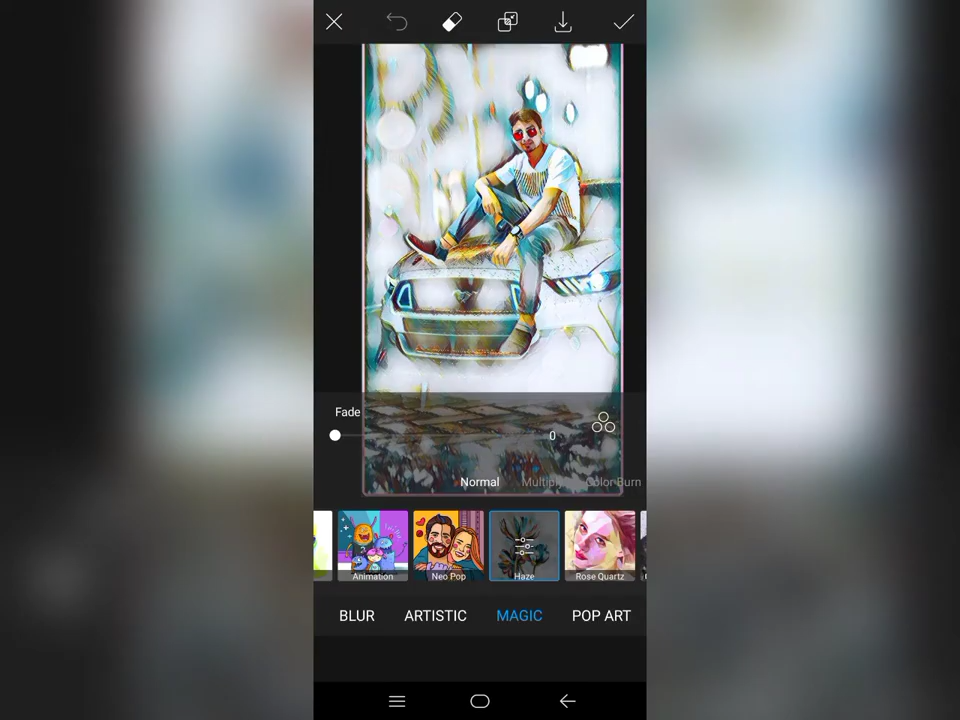 Fade
0
Normal Multiply Color Burn
Animation Neo Pop Haze Rose Quartz
BLUR ARTISTIC MAGIC POP ART